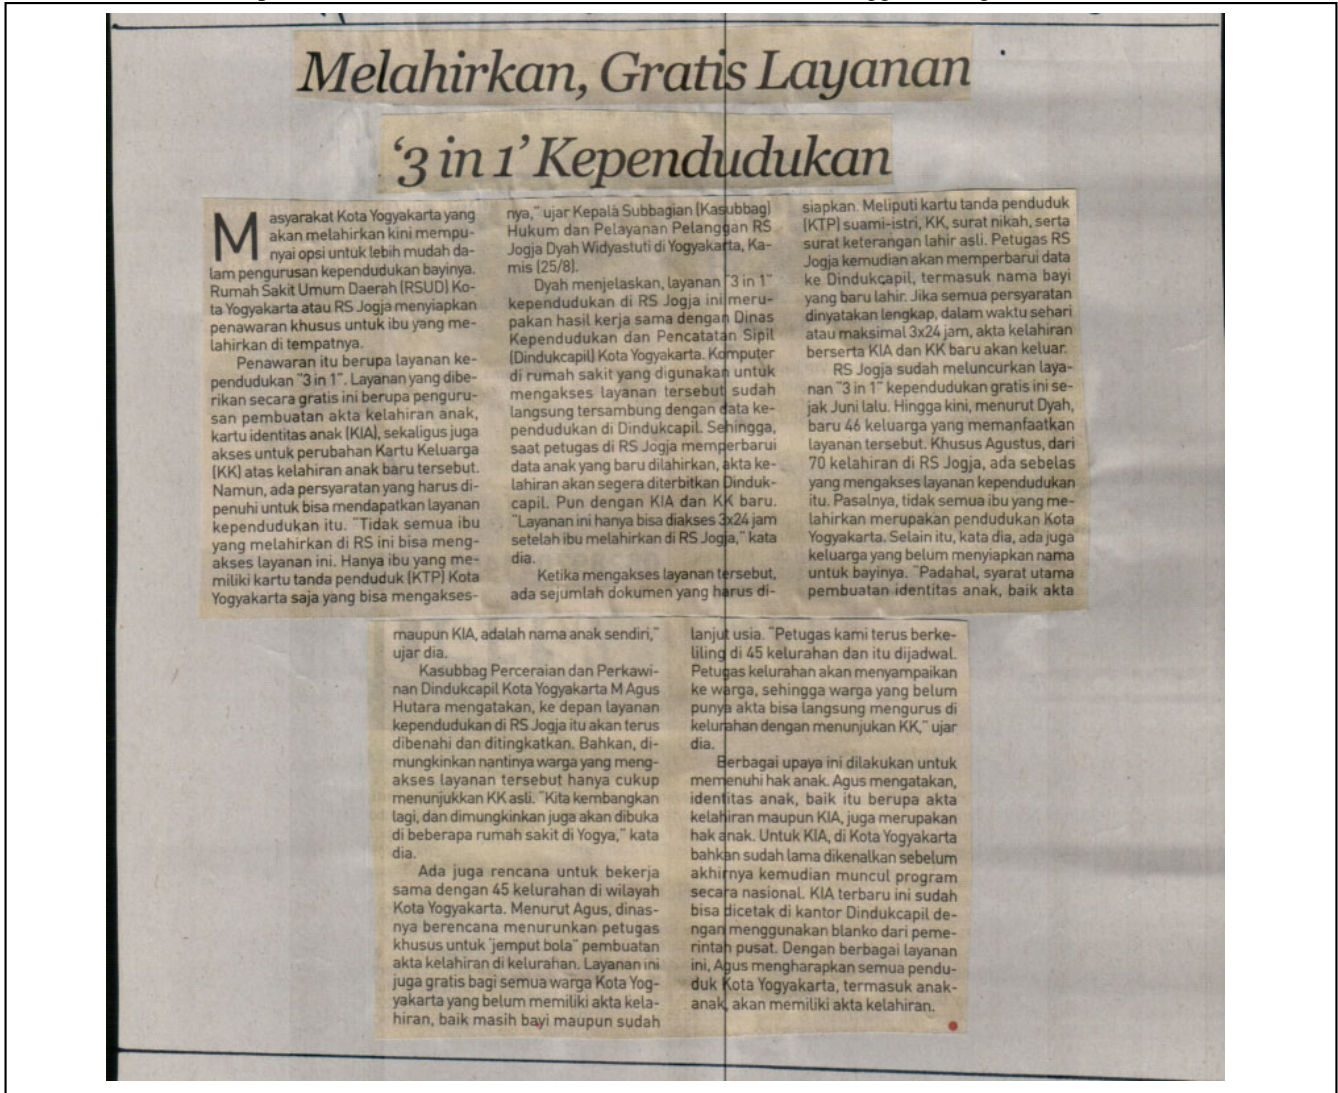 Melahirkan, Gratis Layanan
'3 in 1' Kependudukan
Masyarakat Kota Yogyakarta yang
akan melahirkan kini mempu-
nyai opsi untuk lebih mudah da-
lam pengurusan kependudukan bayinya.
Rumah Sakit Umum Daerah (RSUD) Ko-
ta Yogyakarta atau RS Jogja menyiapkan
penawaran khusus untuk ibu yang me-
lahirkan di tempatnya.
Penawaran itu berupa layanan ke-
pendudukan "3 in 1". Layanan yang dibe-
rikan secara gratis ini berupa penguru-
san pembuatan akta kelahiran anak,
kartu identitas anak (KIA), sekaligus juga
akses untuk perubahan Kartu Keluarga
(KK) atas kelahiran anak baru tersebut.
Namun, ada persyaratan yang harus di-
penuhi untuk bisa mendapatkan layanan
kependudukan itu. "Tidak semua ibu
yang melahirkan di RS ini bisa meng-
akses layanan ini. Hanya ibu yang me-
miliki kartu tanda penduduk (KTP) Kota
Yogyakarta saja yang bisa mengakses-
nya," ujar Kepala Subbagian (Kasubbag)
Hukum dan Pelayanan Pelanggan RS
Jogja Dyah Widyastuti di Yogyakarta, Ka-
mis (25/8).
Dyah menjelaskan, layanan "3 in 1"
kependudukan di RS Jogja ini meru-
pakan hasil kerja sama dengan Dinas
Kependudukan dan Pencatatan Sipil
(Dindukcapil) Kota Yogyakarta. Komputer
di rumah sakit yang digunakan untuk
mengakses layanan tersebut sudah
langsung tersambung dengan data ke-
pendudukan di Dindukcapil. Sehingga,
saat petugas di RS Jogja memperbarui
data anak yang baru dilahirkan, akta ke-
lahiran akan segera diterbitkan Dinduk-
capil. Pun dengan KIA dan KK baru.
"Layanan ini hanya bisa diakses 3x24 jam
setelah ibu melahirkan di RS Jogja," kata
dia.
Ketika mengakses layanan tersebut,
ada sejumlah dokumen yang harus di-
siapkan. Meliputi kartu tanda penduduk
(KTP) suami-istri, KK, surat nikah, serta
surat keterangan lahir asli. Petugas RS
Jogja kemudian akan memperbarui data
ke Dindukcapil, termasuk nama bayi
yang baru lahir. Jika semua persyaratan
dinyatakan lengkap, dalam waktu sehari
atau maksimal 3x24 jam, akta kelahiran
berserta KIA dan KK baru akan keluar.
RS Jogja sudah meluncurkan laya-
nan "3 in 1" kependudukan gratis ini se-
jak Juni lalu. Hingga kini, menurut Dyah,
baru 46 keluarga yang memanfaatkan
layanan tersebut. Khusus Agustus, dari
70 kelahiran di RS Jogja, ada sebelas
yang mengakses layanan kependudukan
itu. Pasalnya, tidak semua ibu yang me-
lahirkan merupakan pendudukan Kota
Yogyakarta. Selain itu, kata dia, ada juga
keluarga yang belum menyiapkan nama
untuk bayinya. "Padahal, syarat utama
pembuatan identitas anak, baik akta
maupun KIA, adalah nama anak sendiri,"
ujar dia.
Kasubbag Perceraian dan Perkawi-
nan Dindukcapil Kota Yogyakarta M Agus
Hutara mengatakan, ke depan layanan
kependudukan di RS Jogja itu akan terus
dibenahi dan ditingkatkan. Bahkan, di-
mungkinkan nantinya warga yang meng-
akses layanan tersebut hanya cukup
menunjukkan KK asli. "Kita kembangkan
lagi, dan dimungkinkan juga akan dibuka
di beberapa rumah sakit di Yogya," kata
dia.
Ada juga rencana untuk bekerja
sama dengan 45 kelurahan di wilayah
Kota Yogyakarta. Menurut Agus, dinas-
nya berencana menurunkan petugas
khusus untuk "jemput bola" pembuatan
akta kelahiran di kelurahan. Layanan ini
juga gratis bagi semua warga Kota Yog-
yakarta yang belum memiliki akta kela-
hiran, baik masih bayi maupun sudah
lanjut usia. "Petugas kami terus berke-
liling di 45 kelurahan dan itu dijadwal.
Petugas kelurahan akan menyampaikan
ke warga, sehingga warga yang belum
punya akta bisa langsung mengurus di
kelurahan dengan menunjukan KK," ujar
dia.
Berbagai upaya ini dilakukan untuk
memenuhi hak anak. Agus mengatakan,
identitas anak, baik itu berupa akta
kelahiran maupun KIA, juga merupakan
hak anak. Untuk KIA, di Kota Yogyakarta
bahkan sudah lama dikenalkan sebelum
akhirnya kemudian muncul program
secara nasional. KIA terbaru ini sudah
bisa dicetak di kantor Dindukcapil de-
ngan menggunakan blanko dari peme-
rintah pusat. Dengan berbagai layanan
ini, Agus mengharapkan semua pendu-
duk Kota Yogyakarta, termasuk anak-
anak, akan memiliki akta kelahiran.